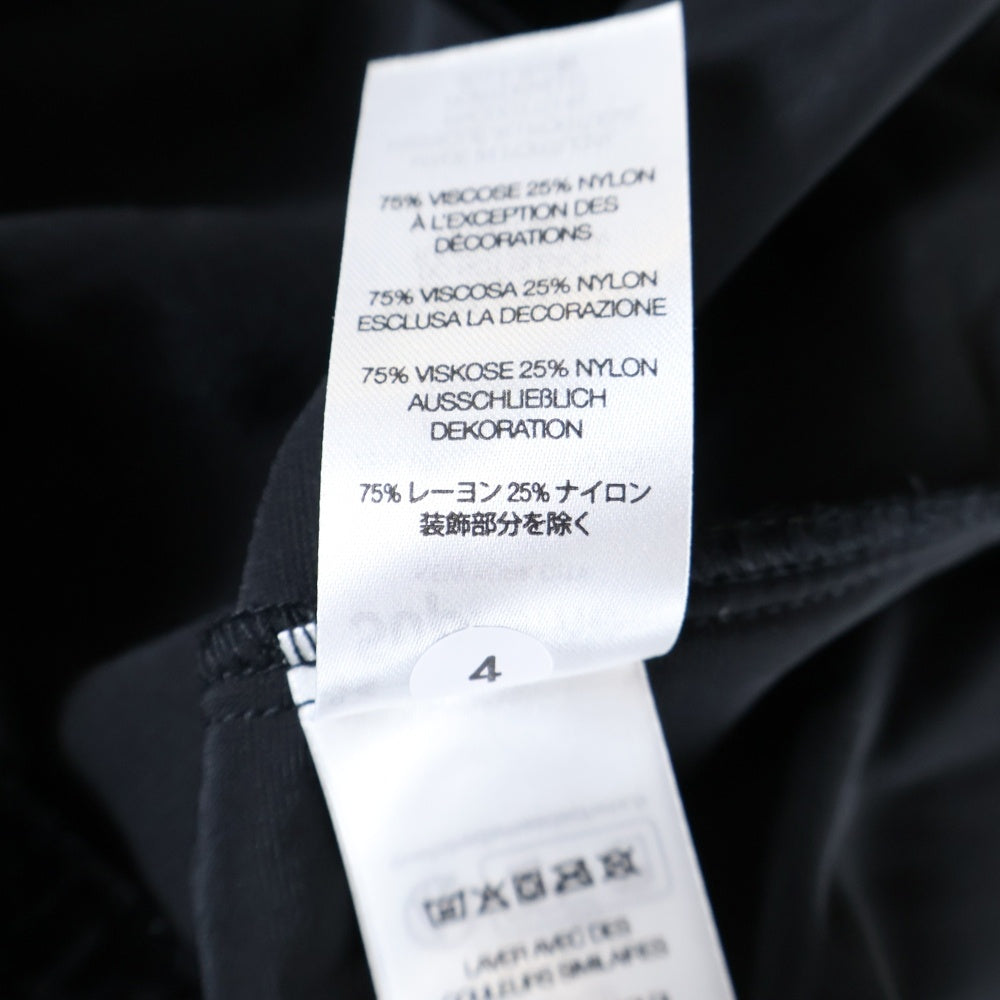 75% VISCOSE 25% NYLON
À L'EXCEPTION DES
DÉCORATIONS
75% VISCOSA 25% NYLON
ESCLUSA LA DECORAZIONE
75% VISKOSE 25% NYLON
AUSSCHLIEẞLICH
DEKORATION
75% レーヨン 25% ナイロン
装飾部分を除く
4
LAVER AVEC DES
COULEURS SIMILAIRES